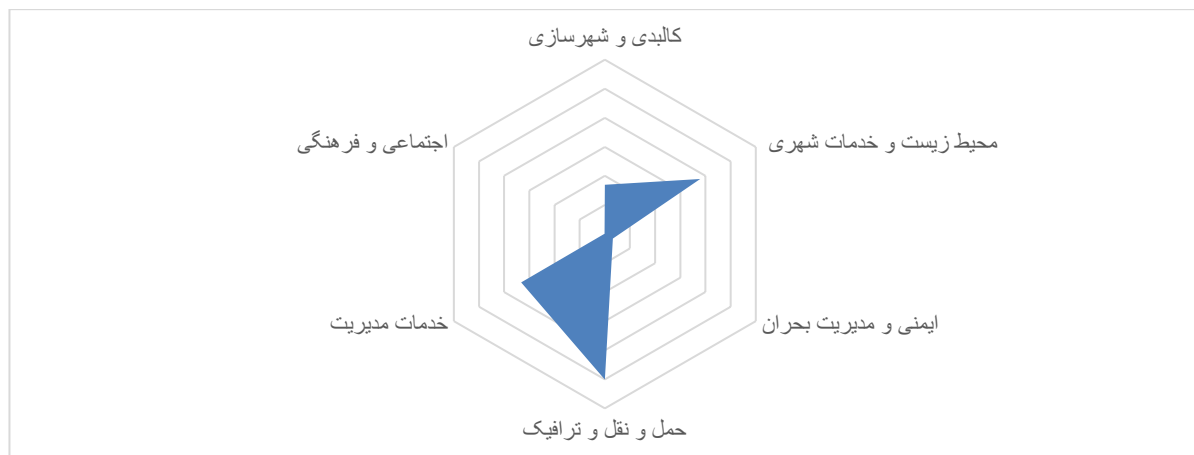 کالبدی و شهرسازی
محیط زیست و خدمات شهری
اجتماعی و فرهنگی
ایمنی و مدیریت بحران
خدمات مدیریت
حمل و نقل و ترافیک